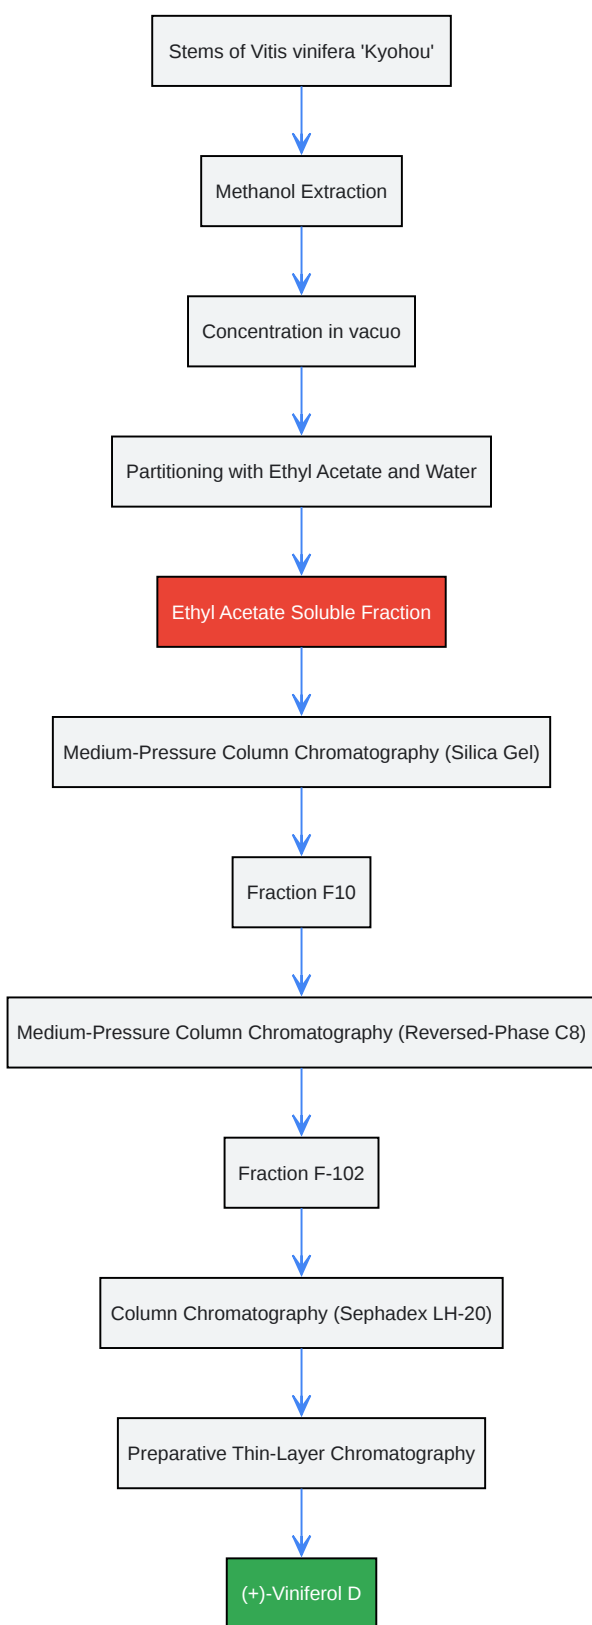 Stems of Vitis vinifera 'Kyohou'
Methanol Extraction
Concentration in vacuo
Partitioning with Ethyl Acetate and Water
Ethyl Acetate Soluble Fraction
Medium-Pressure Column Chromatography (Silica Gel)
Fraction F10
Medium-Pressure Column Chromatography (Reversed-Phase C8)
Fraction F-102
Column Chromatography (Sephadex LH-20)
Preparative Thin-Layer Chromatography
(+)-Viniferol D